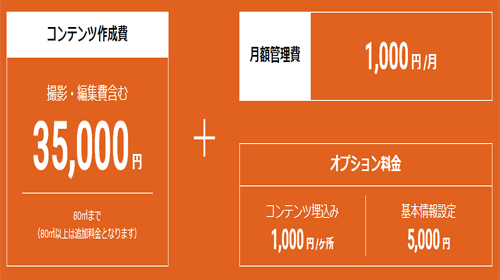 コンテンツ作成費
撮影・編集費含む
35,000円
80㎡まで
(80㎡以上は追加料金となります)
+
月額管理費
1,000円/月
オプション料金
コンテンツ埋込み
1,000円/ヶ所
基本情報設定
5,000円